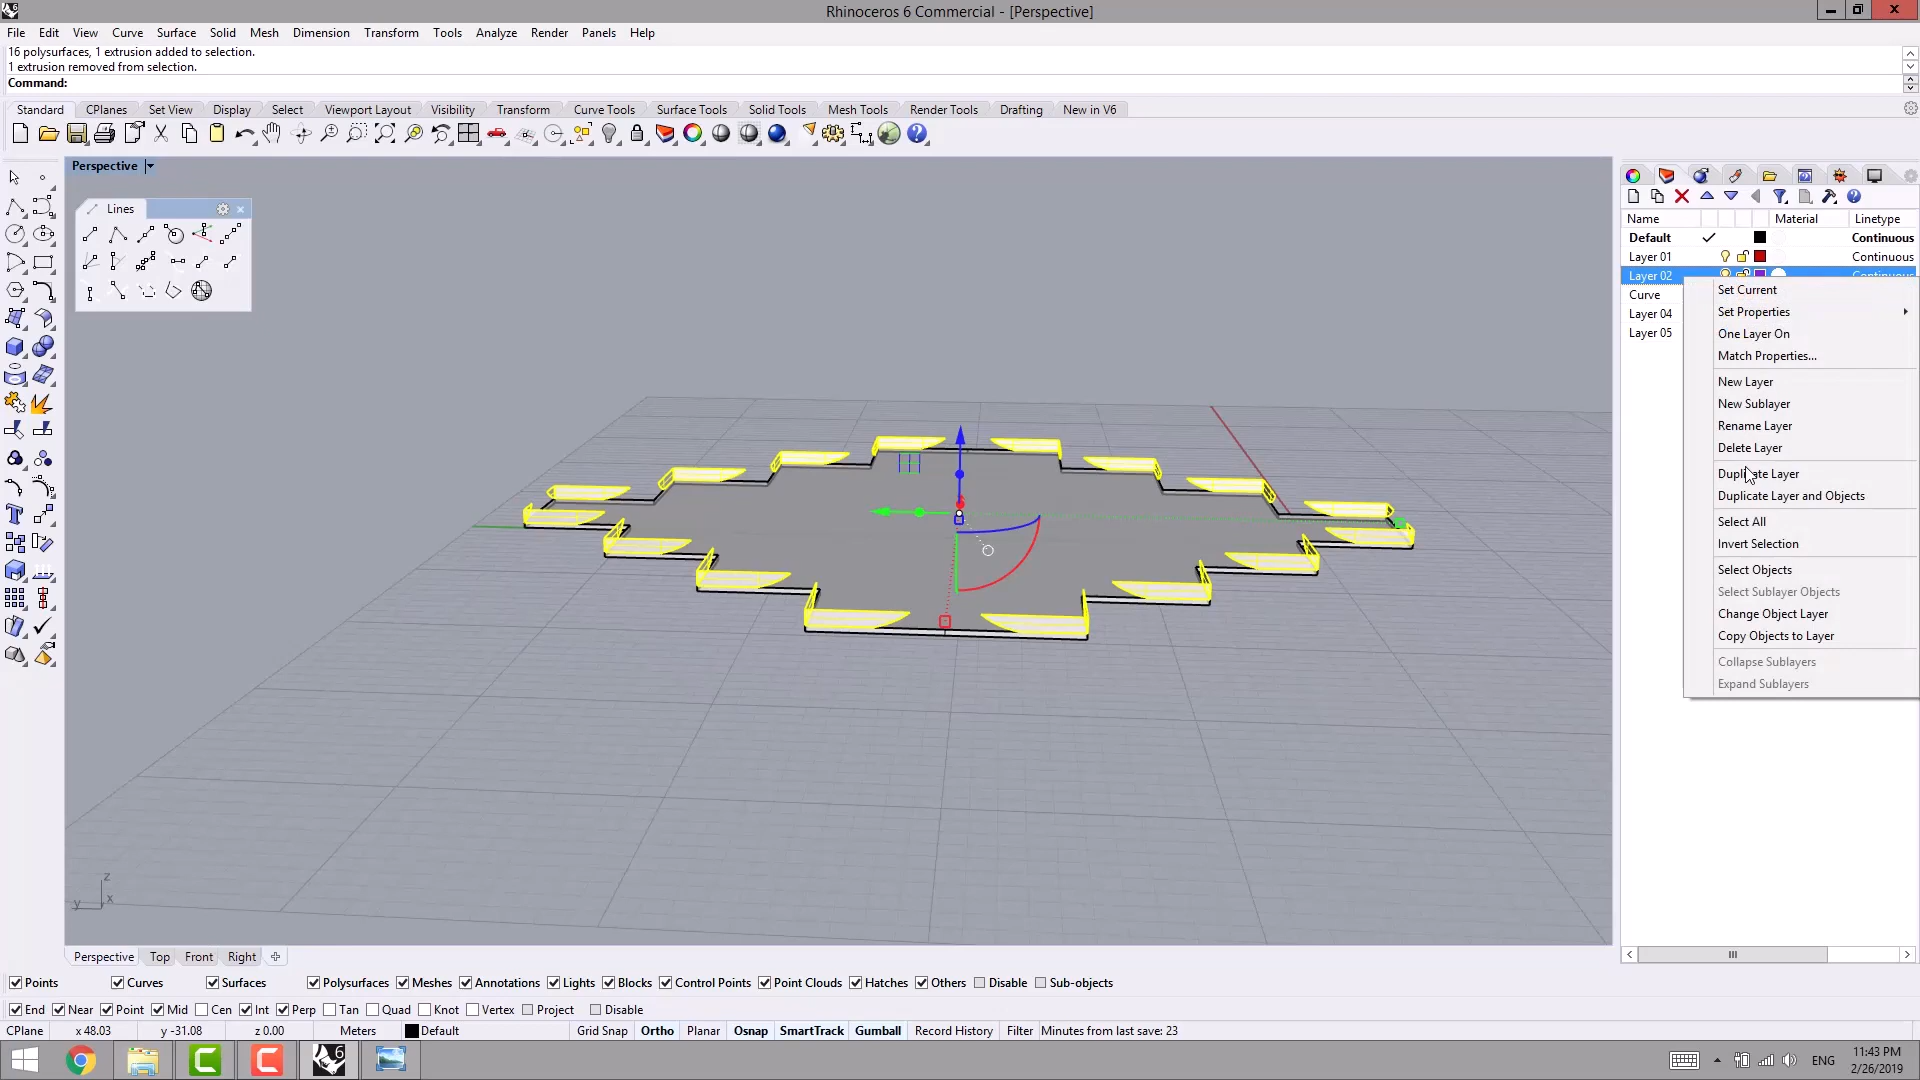 Rhinoceros 6 Commercial - [Perspective]
File Edit View Curve Surface Solid Mesh Dimension Transform Tools Analyze Render Panels Help
16 polysurfaces, 1 extrusion added to selection.
1 extrusion removed from selection.
Command:
Standard CPlanes Set View Display Select Viewport Layout Visibility Transform Curve Tools Surface Tools Solid Tools Mesh Tools Render Tools Drafting New in V6
Perspective
Lines
Name Material Linetype
Default Continuous
Layer 01 Continuous
Layer 02 Continuous
Curve
Layer 04
Layer 05
Set Current
Set Properties
One Layer On
Match Properties...
New Layer
New Sublayer
Rename Layer
Delete Layer
Duplicate Layer
Duplicate Layer and Objects
Select All
Invert Selection
Select Objects
Select Sublayer Objects
Change Object Layer
Copy Objects to Layer
Collapse Sublayers
Expand Sublayers
z
y x
Perspective Top Front Right
Points Curves Surfaces Polysurfaces Meshes Annotations Lights Blocks Control Points Point Clouds Hatches Others Disable Sub-objects
End Near Point Mid Cen Int Perp Tan Quad Knot Vertex Project Disable
CPlane x 48.03 y -31.08 z 0.00 Meters Default Grid Snap Ortho Planar Osnap SmartTrack Gumball Record History Filter Minutes from last save: 23
6
ENG
11:43 PM
2/26/2019